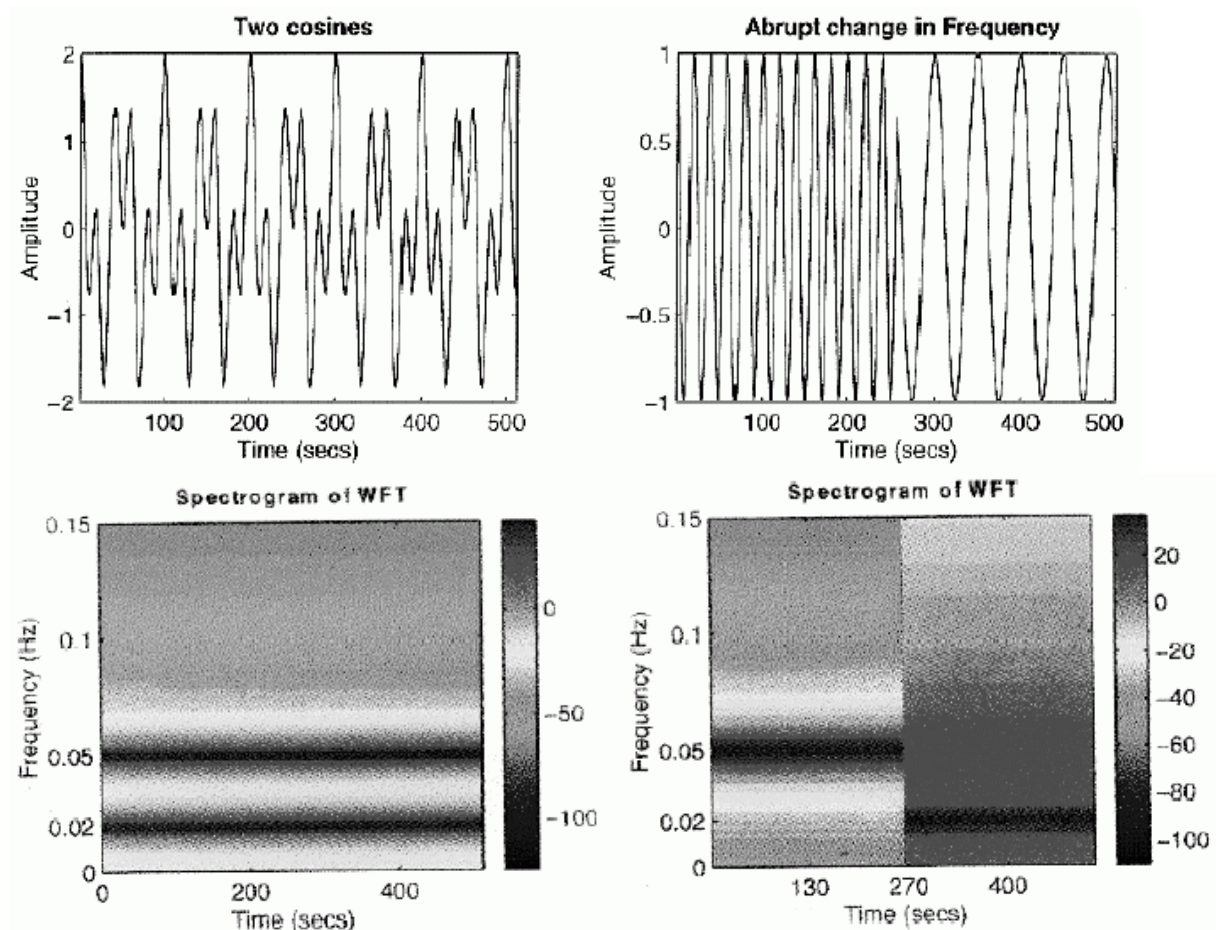 Two cosines
2
1
0
−1
−2
Amplitude
100 200 300 400 500
Time (secs)
Abrupt change in Frequency
1
0.5
0
−0.5
−1
Amplitude
100 200 300 400 500
Time (secs)
Spectrogram of WFT
0.15
0.1
0.05
0.02
0
Frequency (Hz)
0 200 400
Time (secs)
0
−50
−100
Spectrogram of WFT
0.15
0.1
0.05
0.02
0
Frequency (Hz)
130 270 400
Time (secs)
20
0
−20
−40
−60
−80
−100